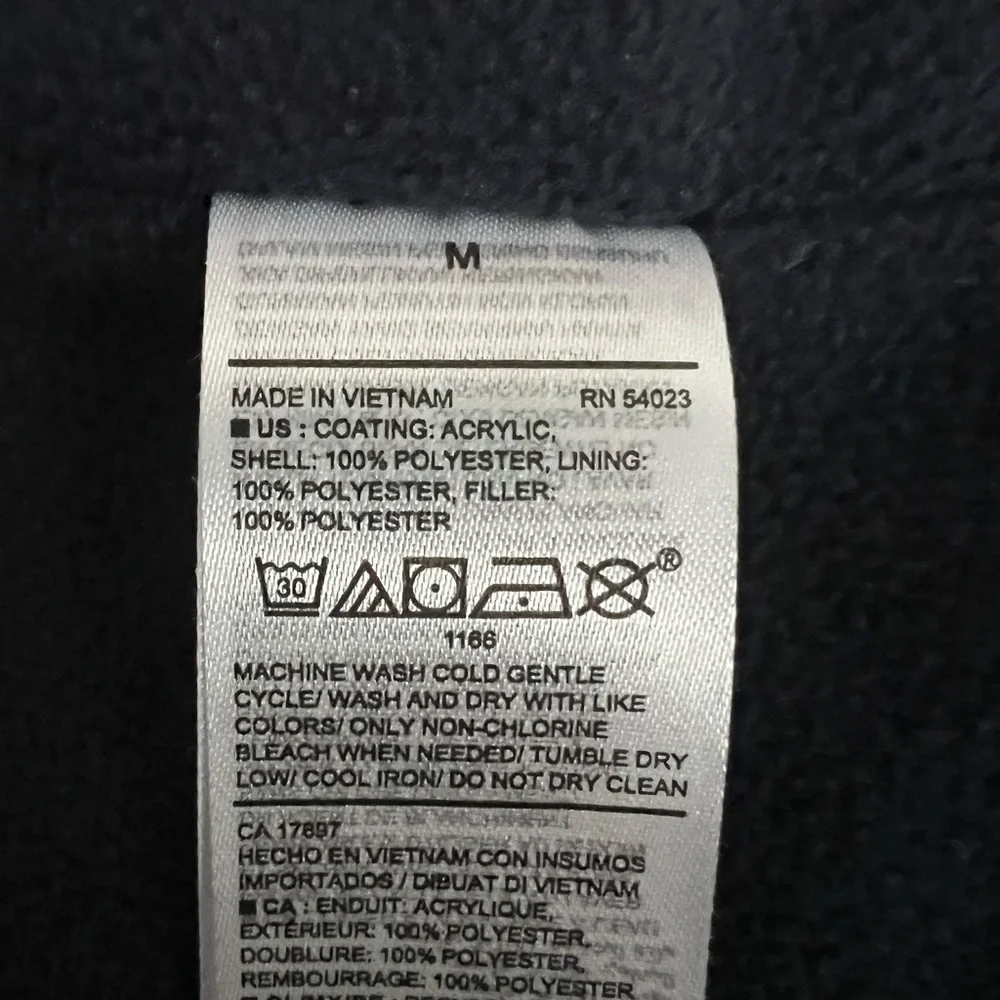 M
MADE IN VIETNAM RN 54023
■ US : COATING: ACRYLIC,
SHELL: 100% POLYESTER, LINING:
100% POLYESTER, FILLER:
100% POLYESTER
30 ®
1166
MACHINE WASH COLD GENTLE
CYCLE/ WASH AND DRY WITH LIKE
COLORS/ ONLY NON-CHLORINE
BLEACH WHEN NEEDED/ TUMBLE DRY
LOW/ COOL IRON/ DO NOT DRY CLEAN
CA 17897
HECHO EN VIETNAM CON INSUMOS
IMPORTADOS / DIBUAT DI VIETNAM
■ CA : ENDUIT: ACRYLIQUE,
EXTÉRIEUR: 100% POLYESTER,
DOUBLURE: 100% POLYESTER,
REMBOURRAGE: 100% POLYESTER